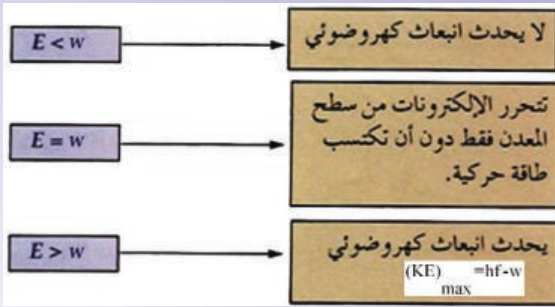 E < w
لا يحدث انبعاث كهروضوئي
E = w
تتحرر الإلكترونات من سطح
المعدن فقط دون أن تكتسب
طاقة حركية.
E > w
يحدث انبعاث كهروضوئي
(KE)max =hf-w